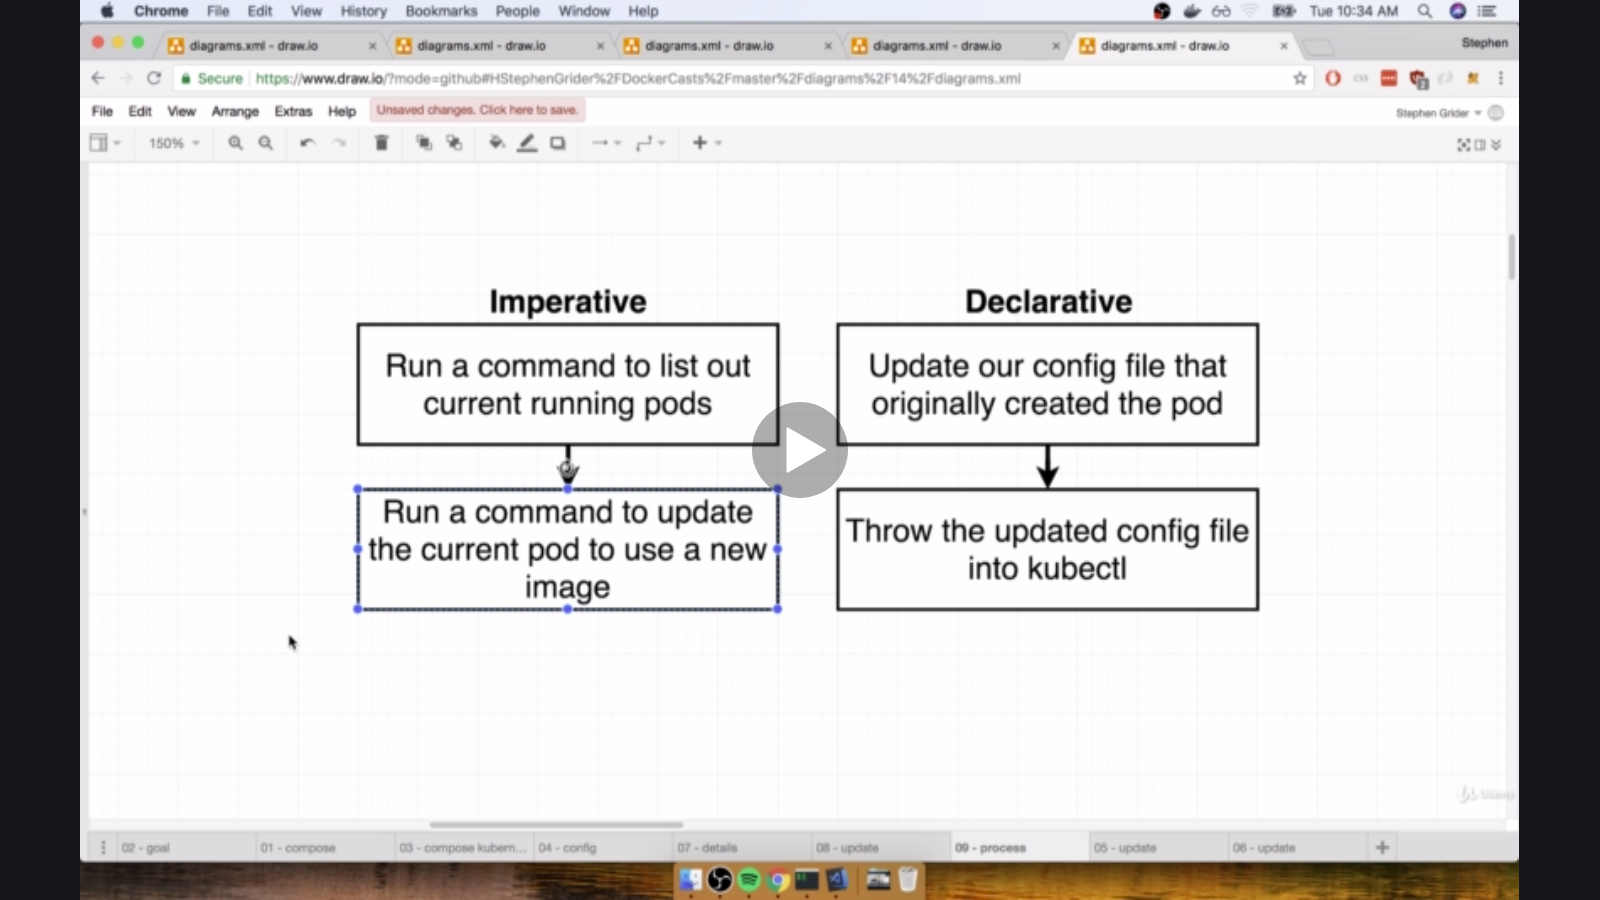 Chrome File Edit View History Bookmarks People Window Help Tue 10:34 AM
diagrams.xml - draw.io diagrams.xml - draw.io diagrams.xml - draw.io diagrams.xml - draw.io diagrams.xml - draw.io Stephen
Secure https://www.draw.io/?mode=github#HStephenGrider%2FDockerCasts%2Fmaster%2Fdiagrams%2F14%2Fdiagrams.xml
File Edit View Arrange Extras Help Unsaved changes. Click here to save. Stephen Grider
150%
Imperative
Run a command to list out
current running pods
Run a command to update
the current pod to use a new
image
Declarative
Update our config file that
originally created the pod
Throw the updated config file
into kubectl
02 - goal 01 - compose 03 - compose kubern... 04 - config 07 - details 08 - update 09 - process 05 - update 06 - update